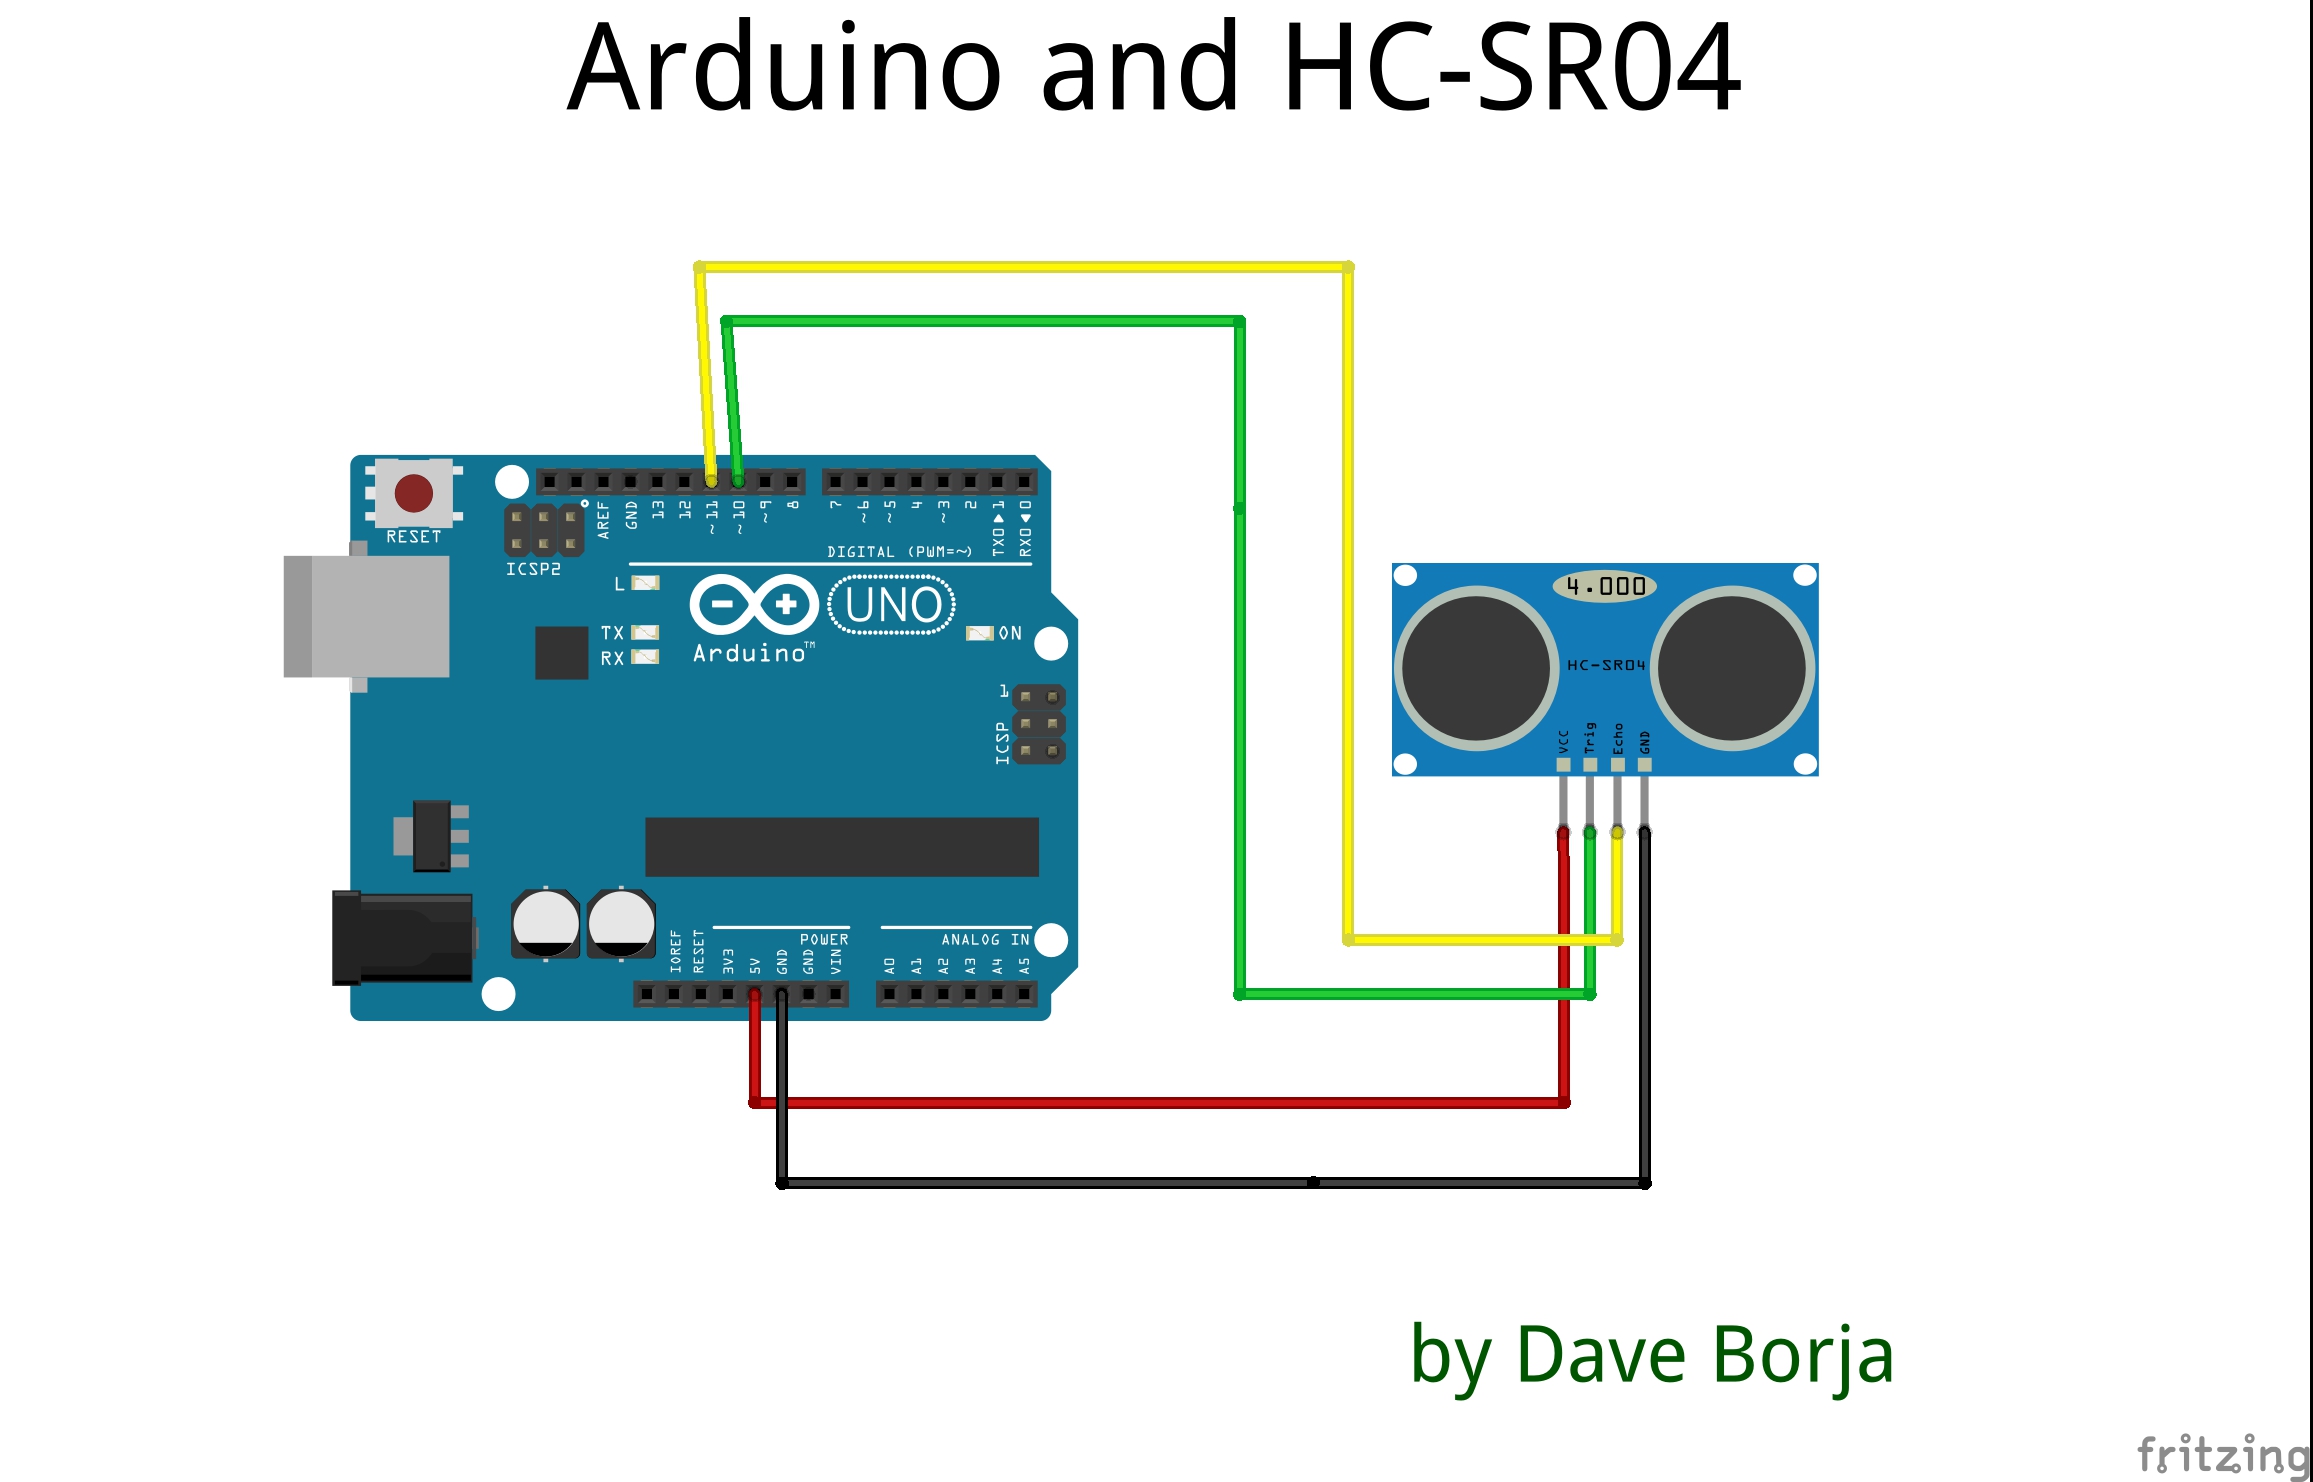 Arduino and HC-SR04
RESET
ICSP2
AREF
GND
13
12
~11
~10
~9
8
7
~6
~5
4
~3
2
TX0▶1
RX0◀0
DIGITAL (PWM=~)
L
TX
RX
Arduino™
UNO
ON
1
ICSP
4.000
HC-SR04
VCC
Trig
Echo
GND
POWER
ANALOG IN
IOREF
RESET
3V3
5V
GND
GND
VIN
A0
A1
A2
A3
A4
A5
by Dave Borja
fritzing